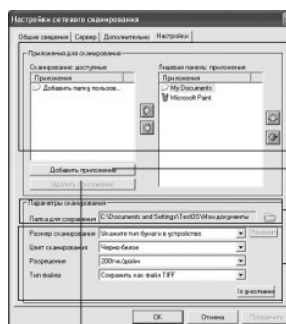 Настройки сетевого сканирования
Общие сведения Сервер Дополнительно Настройки
Приложения для сканирования
Сканирование: доступные
Лицевая панель: приложение
Приложения
Приложения
Добавить папку пользов...
My Documents
Microsoft Paint
Добавить приложение
Удалить приложение
Параметры сканирования
Папка для сохранения C:\Documents and Settings\TestOS\Мои документы
Размер сканирования Укажите тип бумаги в устройстве.
Цвет сканирования Черно-белое
Разрешение 200тчк/дюйм
Тип файла Сохранить как файл TIFF
По умолчани
OK Отмена Применить